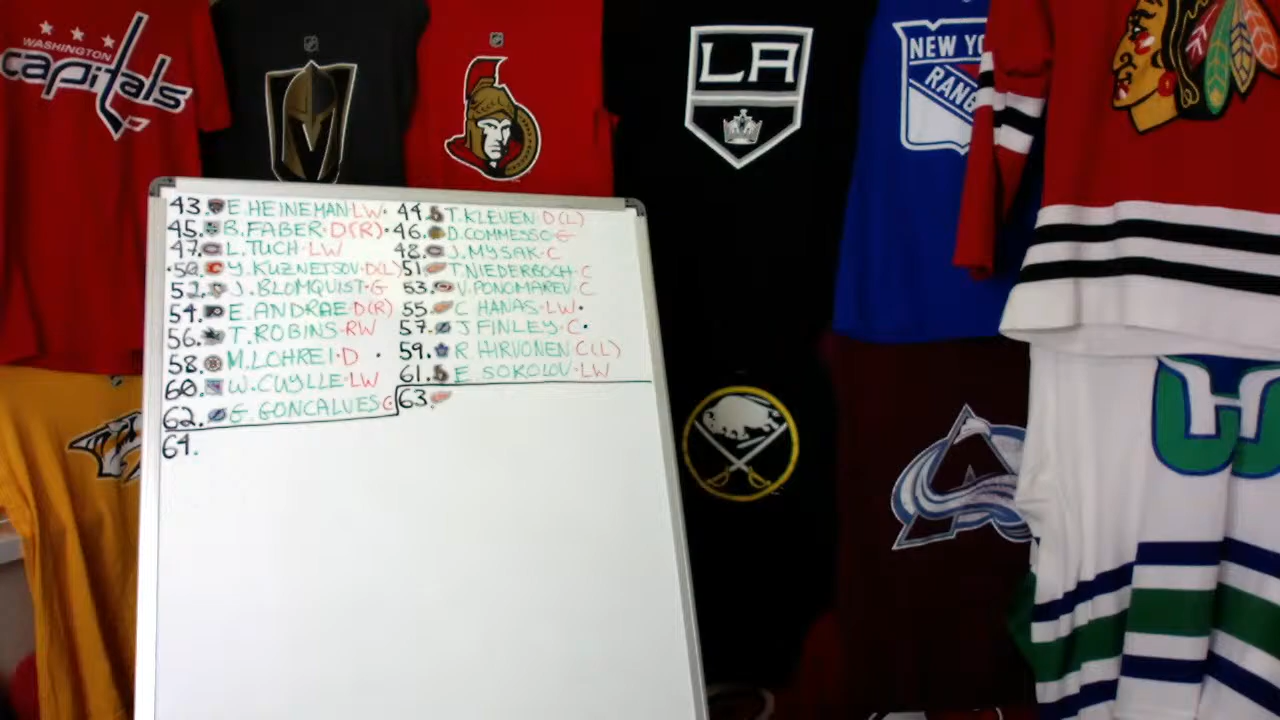 WASHINGTON
capitals
LA
NEW YO
RANG
43. E. HEINEMAN·LW· 44. T. KLEVEN·D(L)
45. B. FABER·D(R)· 46. D. COMMESSO·G
47. L. TUCH·LW 48. J. MYSAK·C
·50. Y. KUZNETSOV·D(L) 51. T. NIEDERBOCH·C
52. J. BLOMQUIST·G 53. V. PONOMAREV·C
54. E. ANDRAE·D(R) 55. C HANAS·LW·
56. T. ROBINS·RW 57. J FINLEY·C·
58. M. LOHREI·D · 59. R. HIRVONEN·C(L)
60. W. CUYLLE·LW 61. E. SOKOLOV·LW
62. G. GONCALVES·C 63.
64.